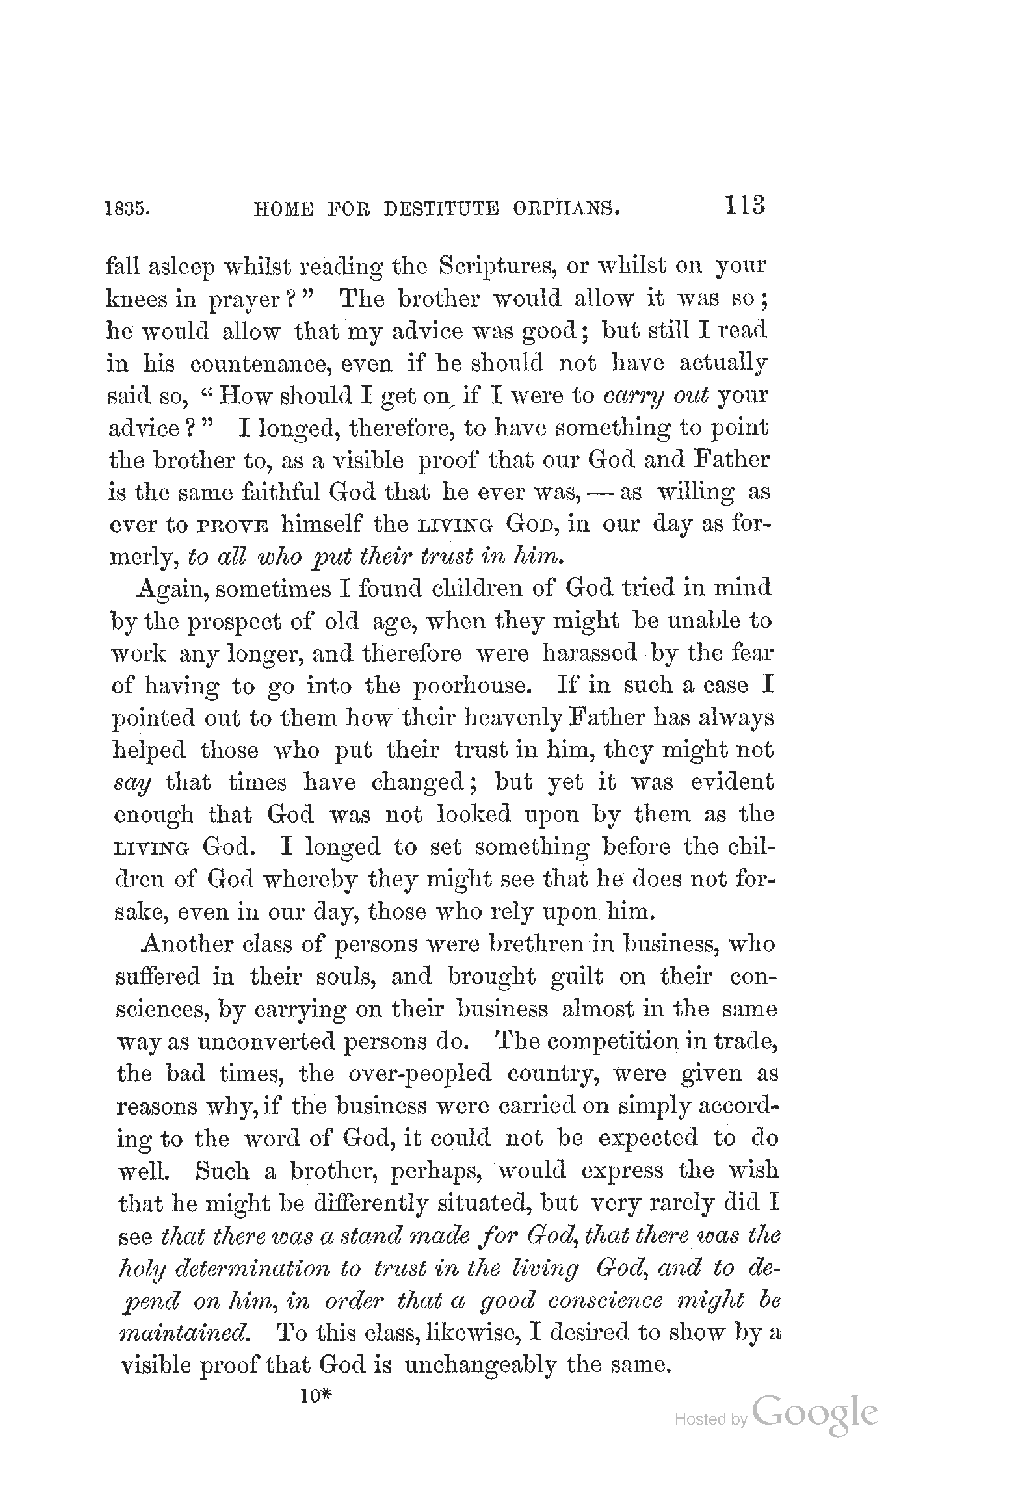 1835. HOME FOR DESTITUTE ORPHANS. 113
fall asleep whilst reading the Scriptures, or whilst on your
knees in prayer?” The brother would allow it was so;
he would allow that my advice was good; but still I read
in his countenance, even if he should not have actually
said so, “How should I get on, if I were to carry out your
advice?” I longed, therefore, to have something to point
the brother to, as a visible proof that our God and Father
is the same faithful God that he ever was,—as willing as
ever to PROVE himself the LIVING GOD, in our day as for-
merly, to all who put their trust in him.
Again, sometimes I found children of God tried in mind
by the prospect of old age, when they might be unable to
work any longer, and therefore were harassed by the fear
of having to go into the poorhouse. If in such a case I
pointed out to them how their heavenly Father has always
helped those who put their trust in him, they might not
say that times have changed; but yet it was evident
enough that God was not looked upon by them as the
LIVING God. I longed to set something before the chil-
dren of God whereby they might see that he does not for-
sake, even in our day, those who rely upon him.
Another class of persons were brethren in business, who
suffered in their souls, and brought guilt on their con-
sciences, by carrying on their business almost in the same
way as unconverted persons do. The competition in trade,
the bad times, the over-peopled country, were given as
reasons why, if the business were carried on simply accord-
ing to the word of God, it could not be expected to do
well. Such a brother, perhaps, would express the wish
that he might be differently situated, but very rarely did I
see that there was a stand made for God, that there was the
holy determination to trust in the living God, and to de-
pend on him, in order that a good conscience might be
maintained. To this class, likewise, I desired to show by a
visible proof that God is unchangeably the same.
10*
Hosted by Google